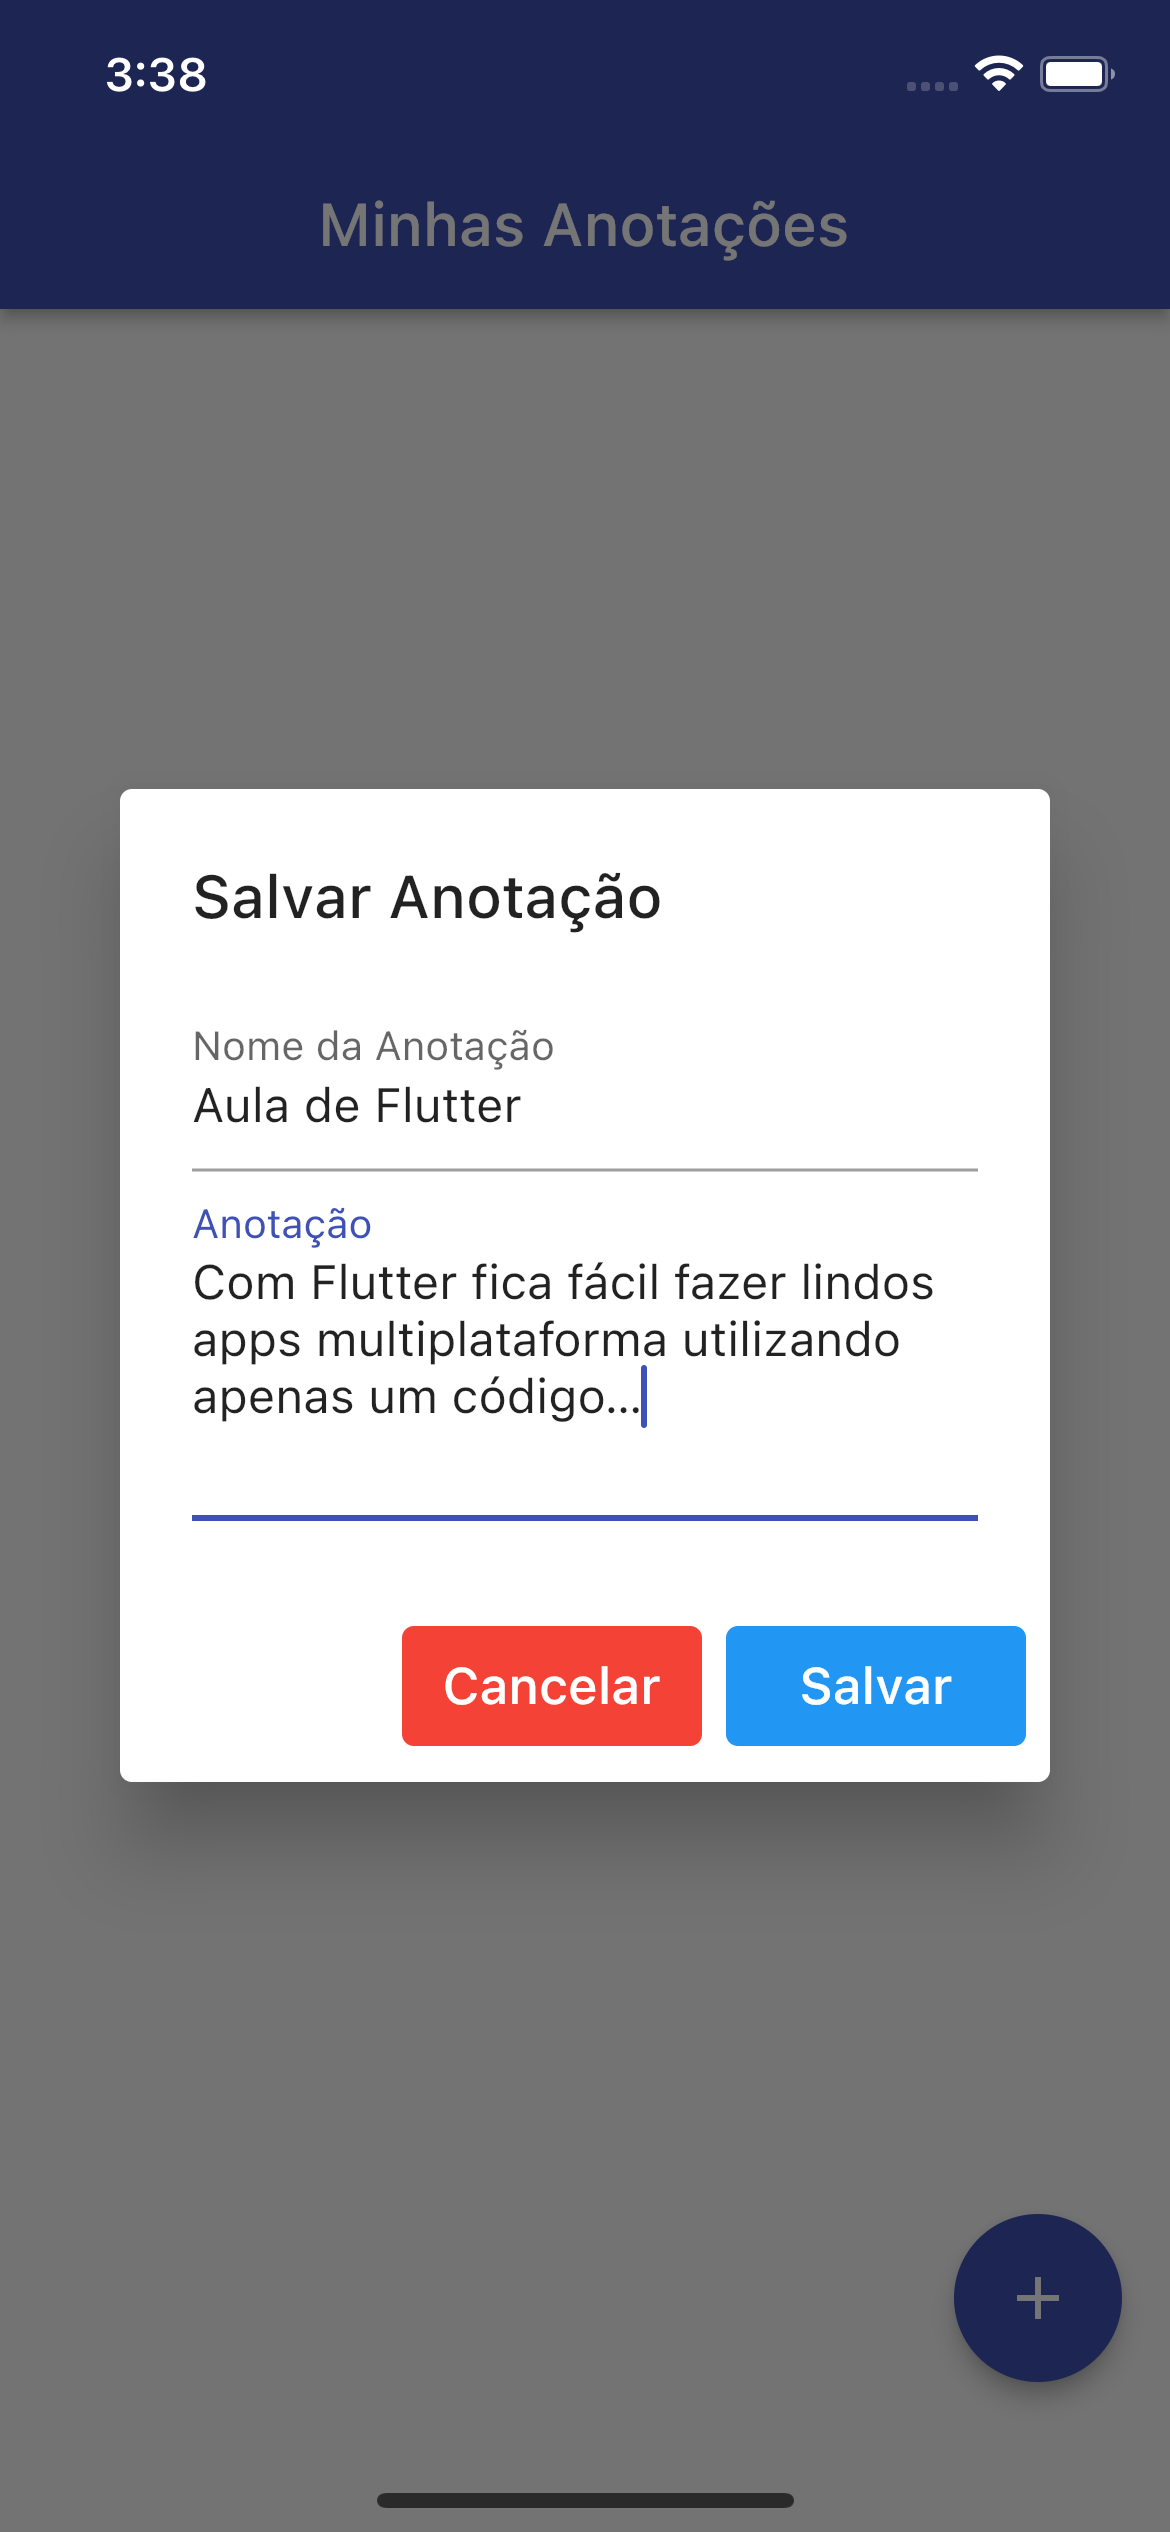 3:38
Minhas Anotações
Salvar Anotação
Nome da Anotação
Aula de Flutter
Anotação
Com Flutter fica fácil fazer lindos
apps multiplataforma utilizando
apenas um código...
Cancelar
Salvar
+